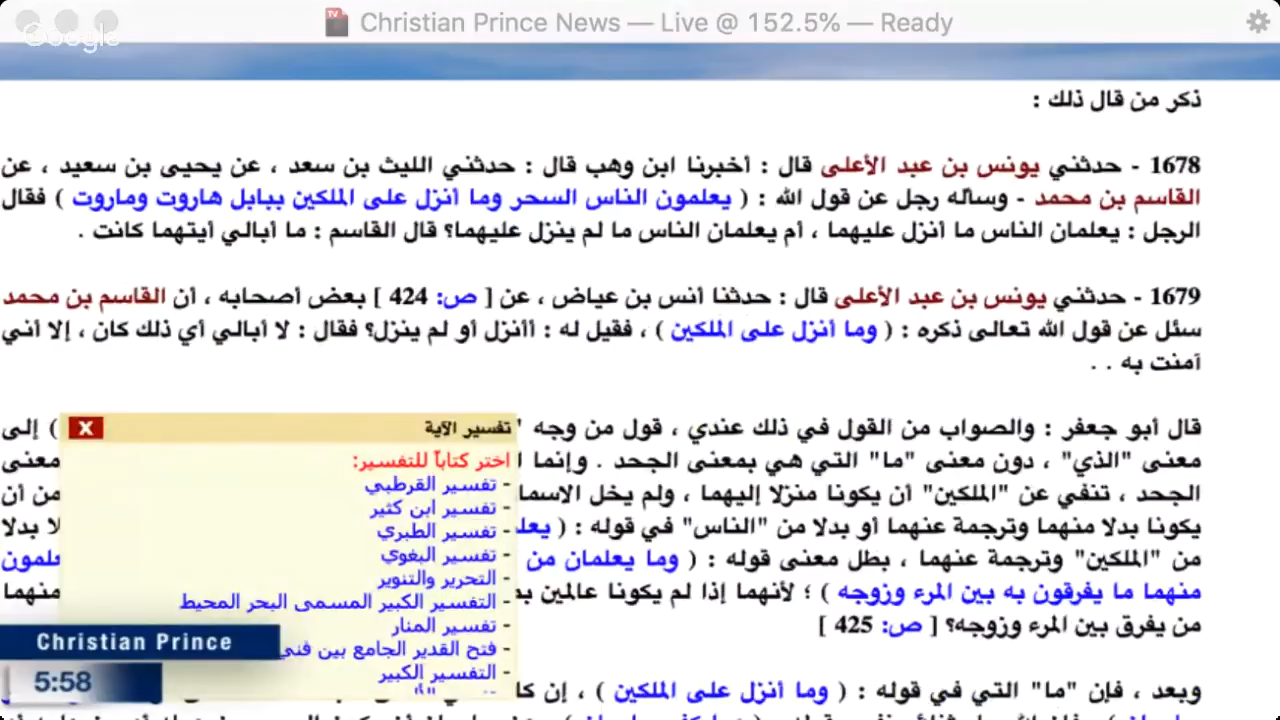 Christian Prince News — Live @ 152.5% — Ready
Google
ذكر من قال ذلك :
1678 - حدثني يونس بن عبد الأعلى قال : أخبرنا ابن وهب قال : حدثني الليث بن سعد ، عن يحيى بن سعيد ، عن
القاسم بن محمد - وسأله رجل عن قول الله : ( يعلمون الناس السحر وما أنزل على الملكين ببابل هاروت وماروت ) فقال
الرجل : يعلمان الناس ما أنزل عليهما ، أم يعلمان الناس ما لم ينزل عليهما؟ قال القاسم : ما أبالي أيتهما كانت .
1679 - حدثني يونس بن عبد الأعلى قال : حدثنا أنس بن عياض ، عن [ ص: 424 ] بعض أصحابه ، أن القاسم بن محمد
سئل عن قول الله تعالى ذكره : ( وما أنزل على الملكين ) ، فقيل له : أأنزل أو لم ينزل؟ فقال : لا أبالي أي ذلك كان ، إلا أني
آمنت به . .
قال أبو جعفر : والصواب من القول في ذلك عندي ، قول من وجه " ) إلى
معنى "الذي" ، دون معنى "ما" التي هي بمعنى الجحد . وإنما معنى
الجحد ، تنفي عن "الملكين" أن يكونا منزلا إليهما ، ولم يخل الاسما من أن
يكونا بدلا منهما وترجمة عنهما أو بدلا من "الناس" في قوله : ( يعل لا بدلا
من "الملكين" وترجمة عنهما ، بطل معنى قوله : ( وما يعلمان من علمون
منهما ما يفرقون به بين المرء وزوجه ) ؛ لأنهما إذا لم يكونا عالمين بم منهما
من يفرق بين المرء وزوجه؟ [ ص: 425 ]
وبعد ، فإن "ما" التي في قوله : ( وما أنزل على الملكين ) ، إن كا
تفسير الآية
X
اختر كتاباً للتفسير:
- تفسير القرطبي
- تفسير ابن كثير
- تفسير الطبري
- تفسير البغوي
- التحرير والتنوير
- التفسير الكبير المسمى البحر المحيط
- تفسير المنار
- فتح القدير الجامع بين فني
- التفسير الكبير
Christian Prince
5:58